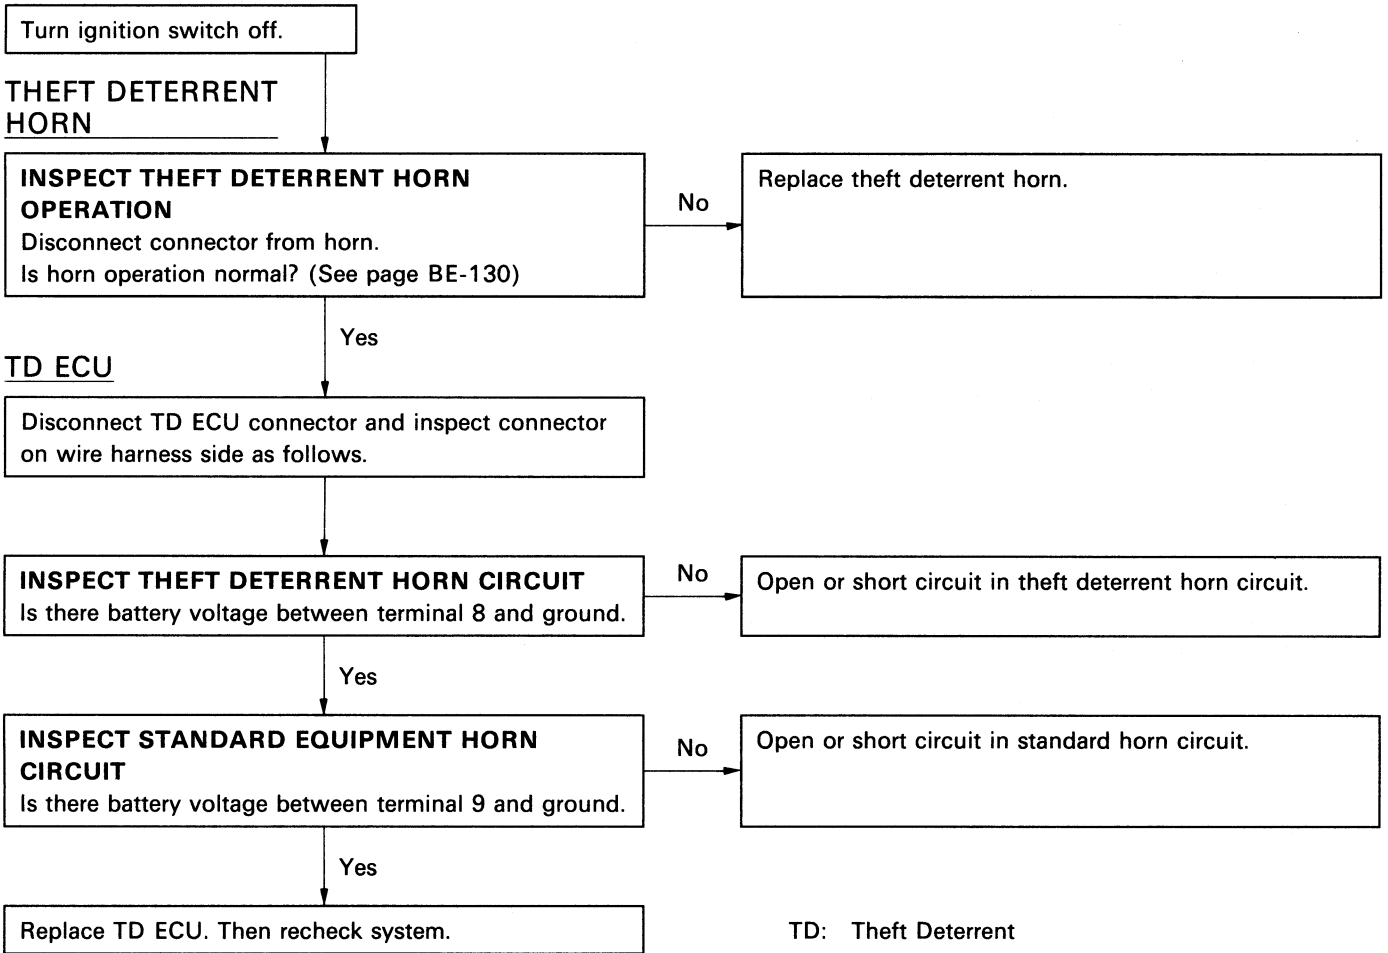 Turn ignition switch off.
THEFT DETERRENT
HORN
INSPECT THEFT DETERRENT HORN
OPERATION
Disconnect connector from horn.
Is horn operation normal? (See page BE-130)
No
Replace theft deterrent horn.
Yes
TD ECU
Disconnect TD ECU connector and inspect connector
on wire harness side as follows.
INSPECT THEFT DETERRENT HORN CIRCUIT
Is there battery voltage between terminal 8 and ground.
No
Open or short circuit in theft deterrent horn circuit.
Yes
INSPECT STANDARD EQUIPMENT HORN
CIRCUIT
Is there battery voltage between terminal 9 and ground.
No
Open or short circuit in standard horn circuit.
Yes
Replace TD ECU. Then recheck system.
TD: Theft Deterrent